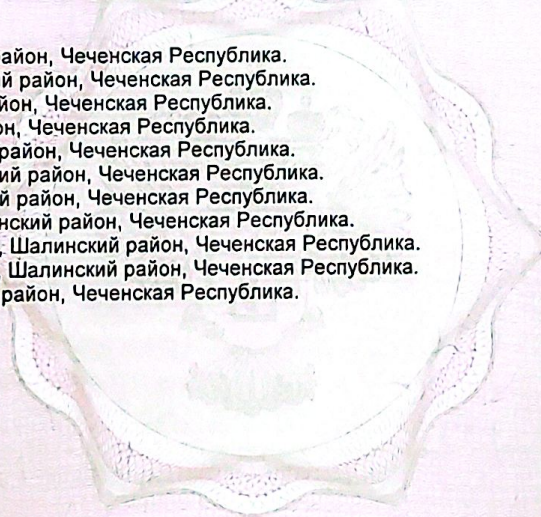 айон, Чеченская Республика.
й район, Чеченская Республика.
йон, Чеченская Республика.
он, Чеченская Республика.
район, Чеченская Республика.
ий район, Чеченская Республика.
й район, Чеченская Республика.
нский район, Чеченская Республика.
, Шалинский район, Чеченская Республика.
, Шалинский район, Чеченская Республика.
район, Чеченская Республика.